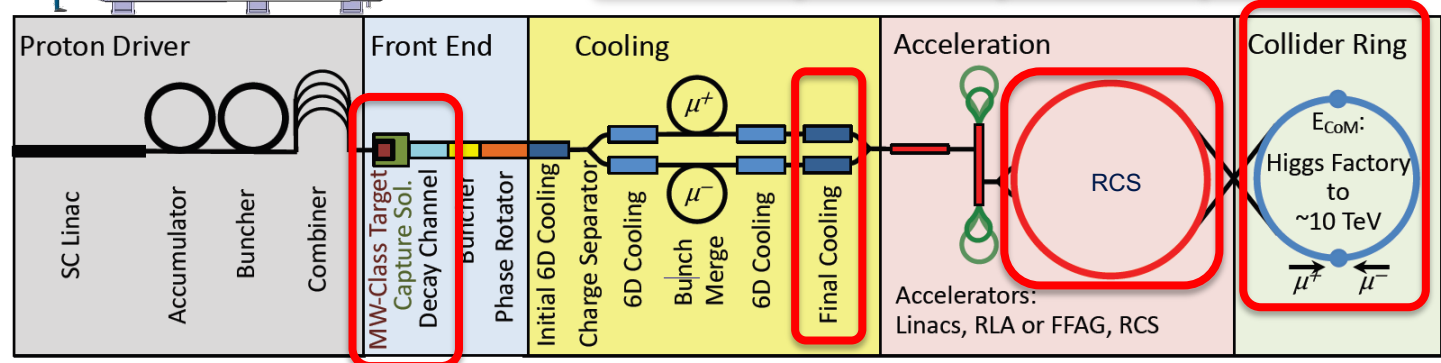 Proton Driver
SC Linac
Accumulator
Buncher
Combiner
Front End
MW-Class Target
Capture Sol.
Decay Channel
Buncher
Phase Rotator
Cooling
Initial 6D Cooling
Charge Separator
6D Cooling
μ+
μ−
Bunch
Merge
6D Cooling
Final Cooling
Acceleration
RCS
Accelerators:
Linacs, RLA or FFAG, RCS
Collider Ring
ECoM:
Higgs Factory
to
~10 TeV
μ+ μ−